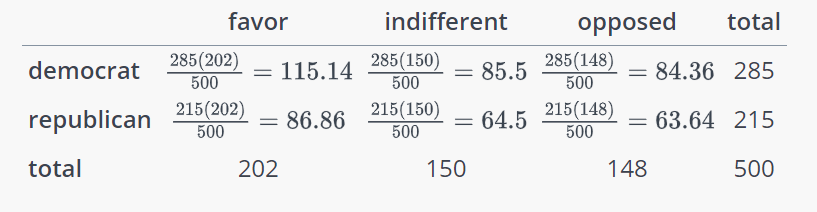 favor indifferent opposed total
democrat 285(202)/500 = 115.14 285(150)/500 = 85.5 285(148)/500 = 84.36 285
republican 215(202)/500 = 86.86 215(150)/500 = 64.5 215(148)/500 = 63.64 215
total 202 150 148 500